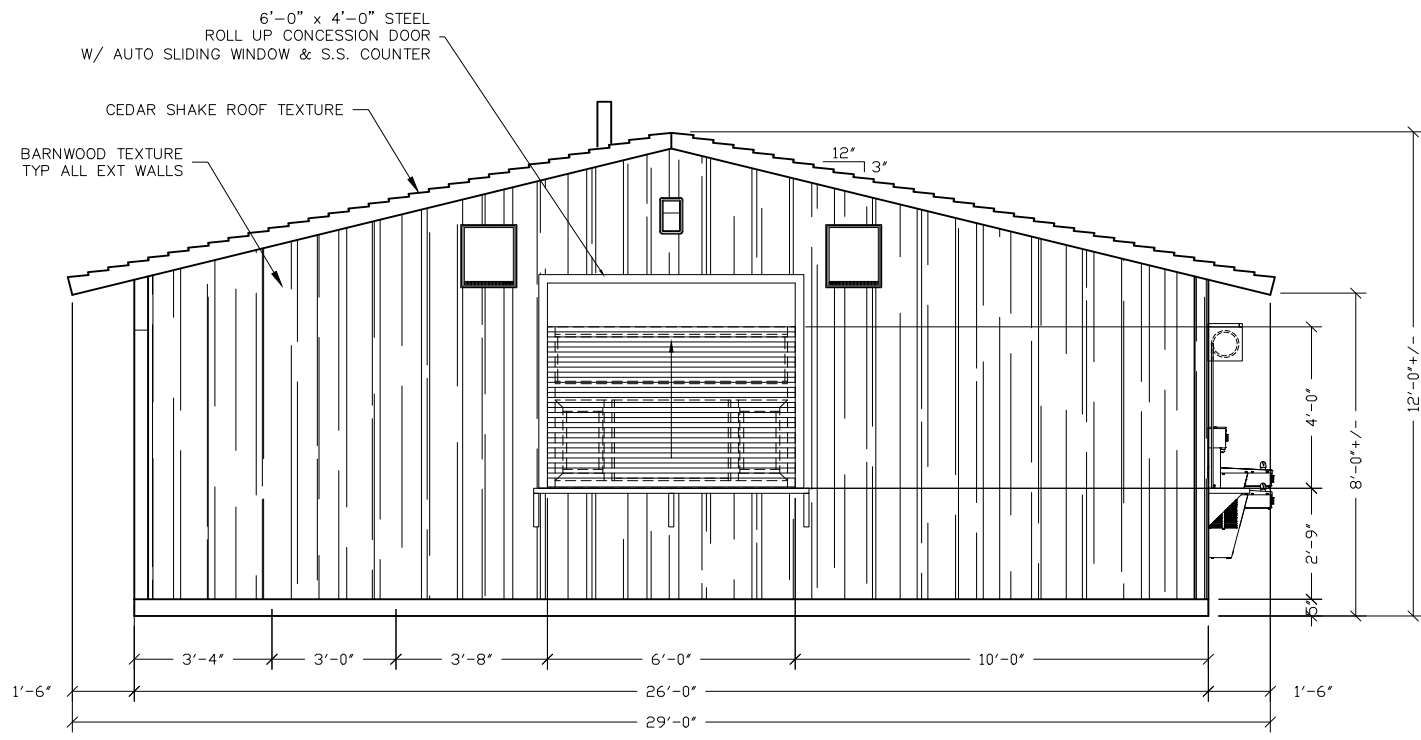 6'-0" x 4'-0" STEEL
ROLL UP CONCESSION DOOR
W/ AUTO SLIDING WINDOW & S.S. COUNTER
CEDAR SHAKE ROOF TEXTURE
BARNWOOD TEXTURE
TYP ALL EXT WALLS
12"
3"
12'-0"+/-
8'-0"+/-
4'-0"
2'-9"
5"
3'-4"
3'-0"
3'-8"
6'-0"
10'-0"
1'-6"
26'-0"
1'-6"
29'-0"